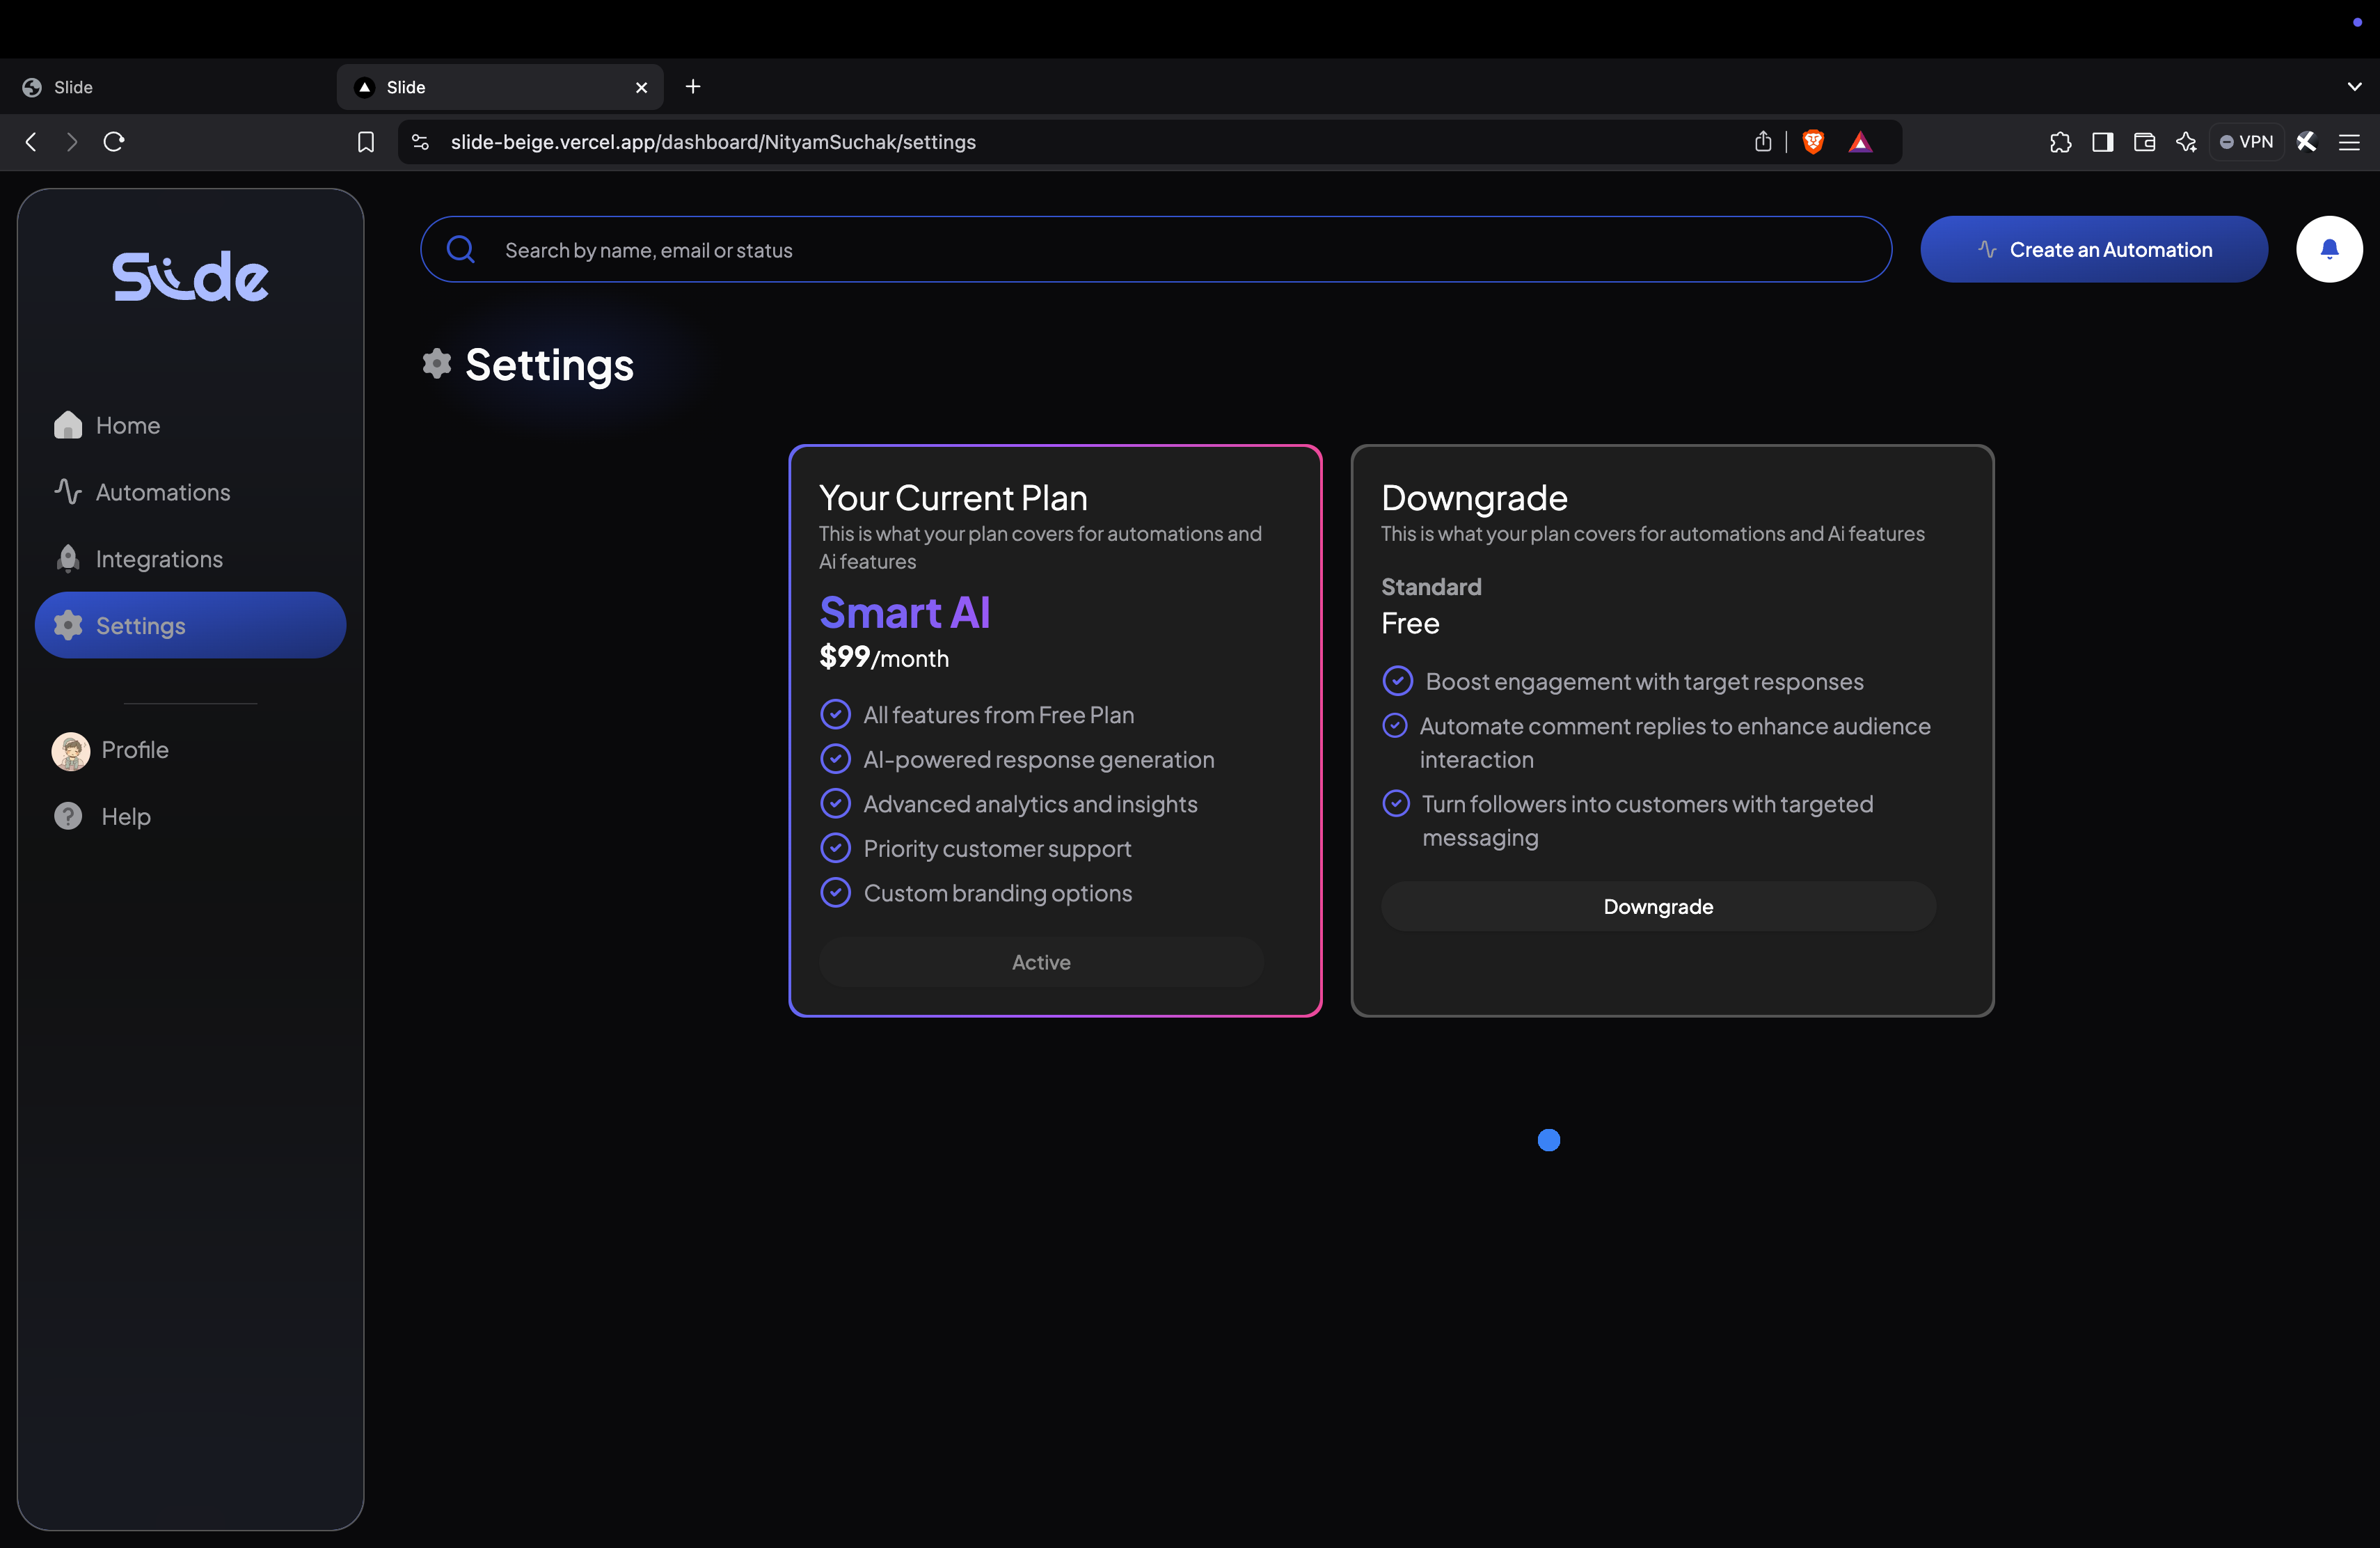 Slide
Slide
slide-beige.vercel.app/dashboard/NityamSuchak/settings
VPN
Slide
Search by name, email or status
Create an Automation
Settings
Home
Automations
Integrations
Settings
Profile
Help
Your Current Plan
This is what your plan covers for automations and
Ai features
Smart AI
$99/month
All features from Free Plan
AI-powered response generation
Advanced analytics and insights
Priority customer support
Custom branding options
Active
Downgrade
This is what your plan covers for automations and Ai features
Standard
Free
Boost engagement with target responses
Automate comment replies to enhance audience
interaction
Turn followers into customers with targeted
messaging
Downgrade